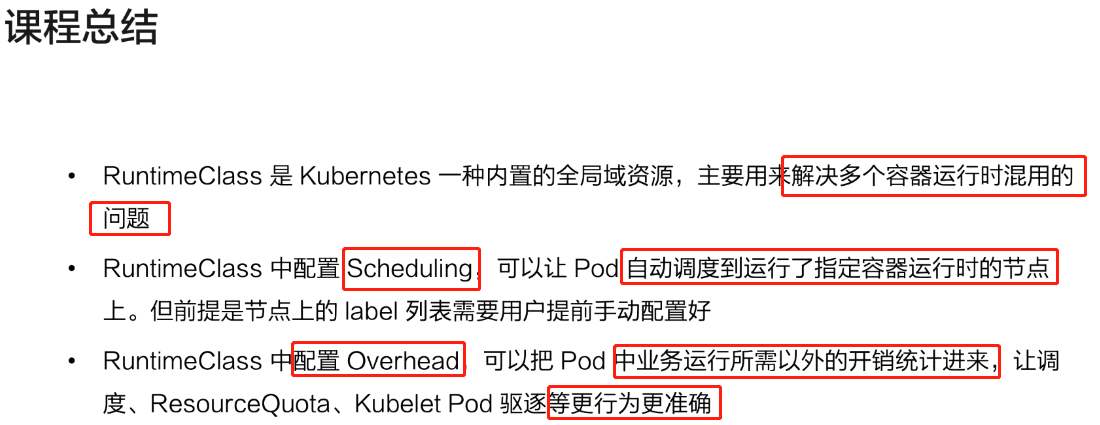 课程总结
• RuntimeClass 是 Kubernetes 一种内置的全局域资源，主要用来解决多个容器运行时混用的
问题
• RuntimeClass 中配置 Scheduling，可以让 Pod 自动调度到运行了指定容器运行时的节点
上。但前提是节点上的 label 列表需要用户提前手动配置好
• RuntimeClass 中配置 Overhead，可以把 Pod 中业务运行所需以外的开销统计进来，让调
度、ResourceQuota、Kubelet Pod 驱逐等更行为更准确